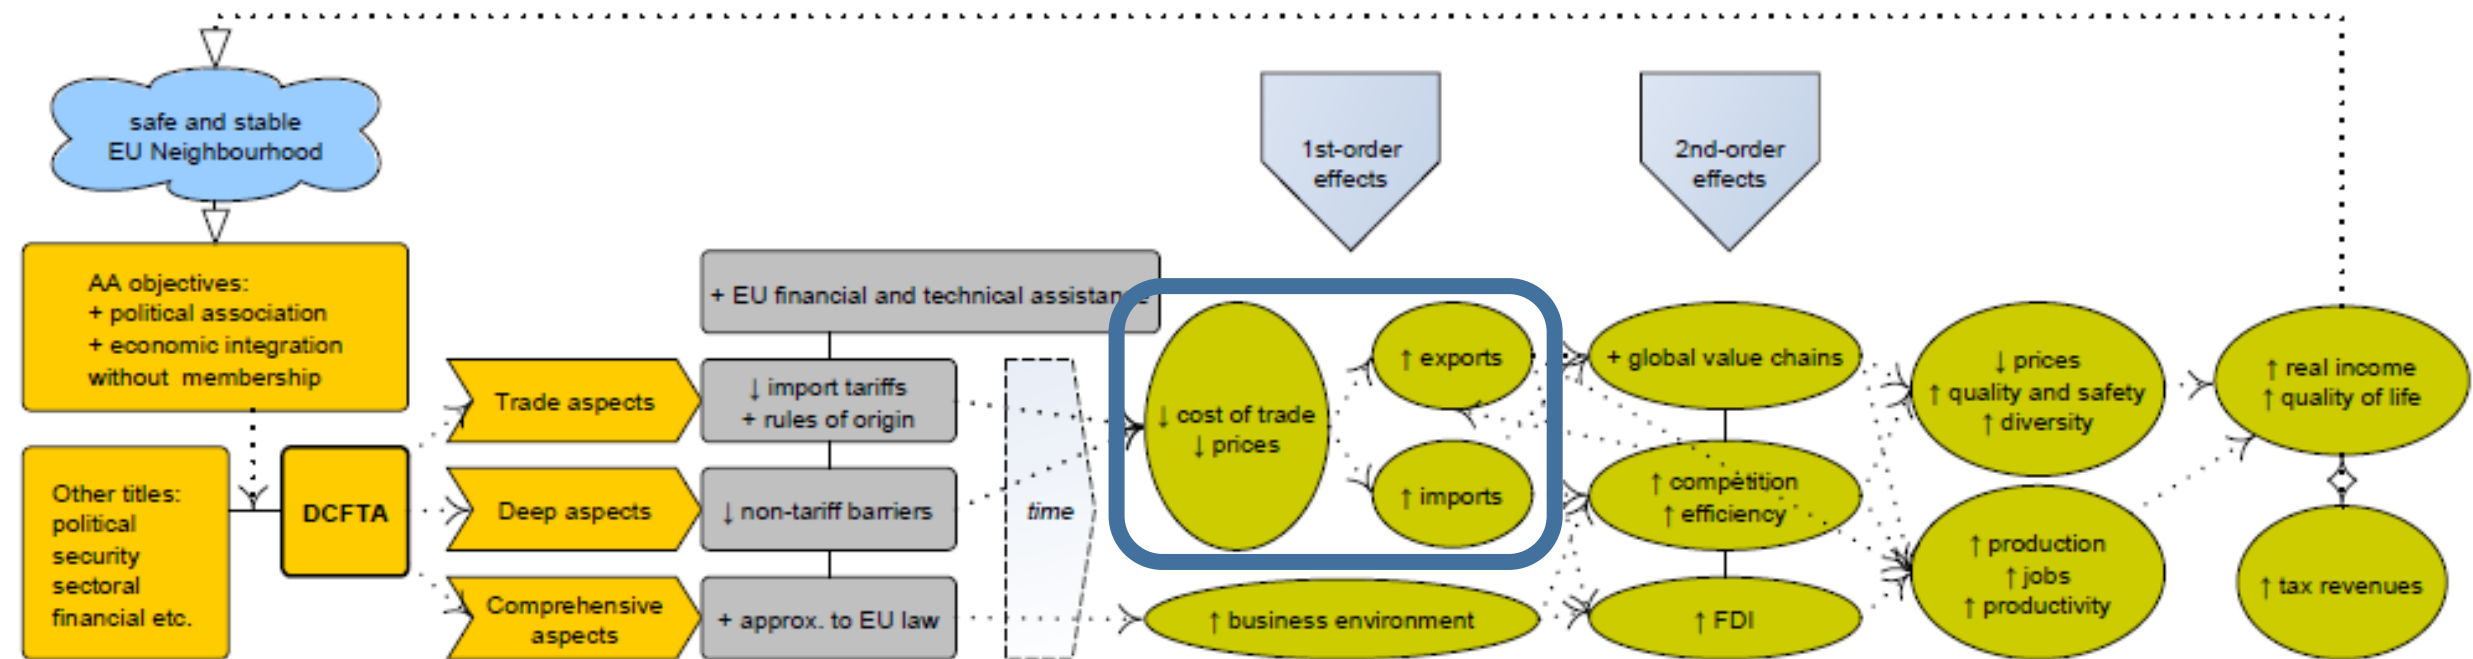 safe and stable
EU Neighbourhood
AA objectives:
+ political association
+ economic integration
without membership
Other titles:
political
security
sectoral
financial etc.
DCFTA
Trade aspects
Deep aspects
Comprehensive
aspects
+ EU financial and technical assistance
↓ import tariffs
+ rules of origin
↓ non-tariff barriers
+ approx. to EU law
time
1st-order
effects
↓ cost of trade
↓ prices
↑ exports
↑ imports
↑ business environment
2nd-order
effects
+ global value chains
↑ compétition
↑ efficiency
↑ FDI
↓ prices
↑ quality and safety
↑ diversity
↑ production
↑ jobs
↑ productivity
↑ real income
↑ quality of life
↑ tax revenues